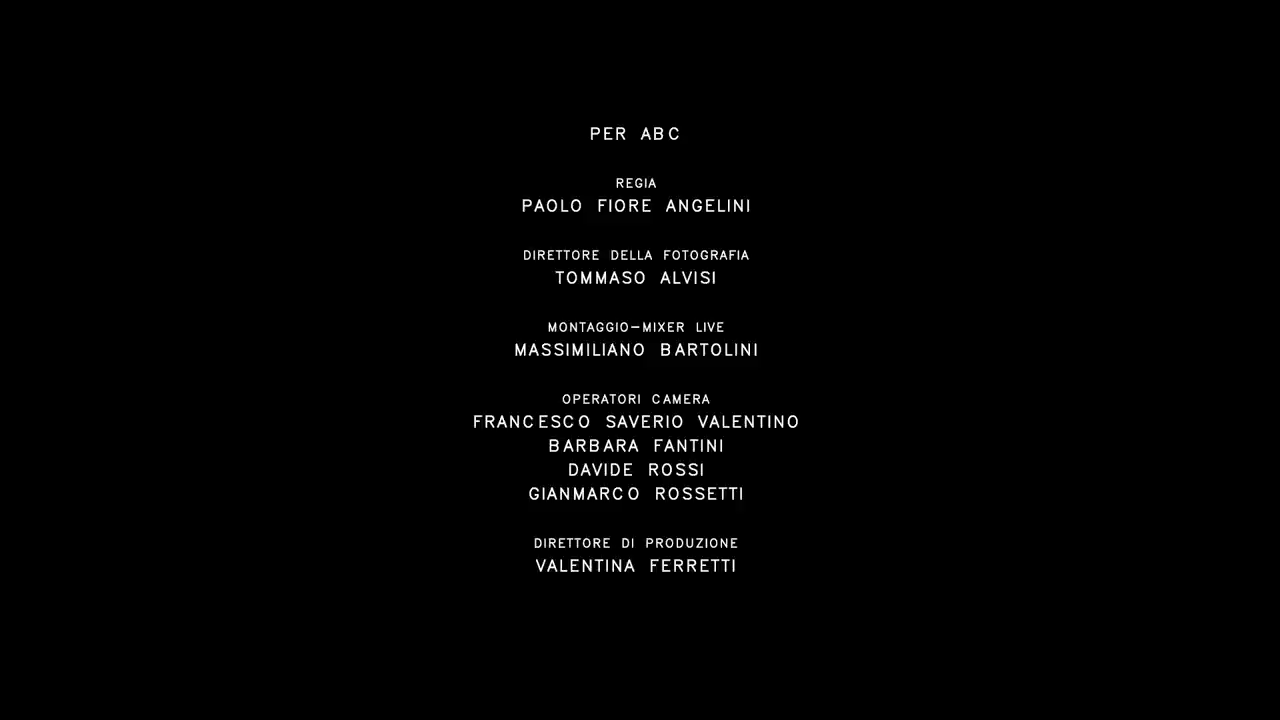 PER ABC
REGIA
PAOLO FIORE ANGELINI
DIRETTORE DELLA FOTOGRAFIA
TOMMASO ALVISI
MONTAGGIO-MIXER LIVE
MASSIMILIANO BARTOLINI
OPERATORI CAMERA
FRANCESCO SAVERIO VALENTINO
BARBARA FANTINI
DAVIDE ROSSI
GIANMARCO ROSSETTI
DIRETTORE DI PRODUZIONE
VALENTINA FERRETTI